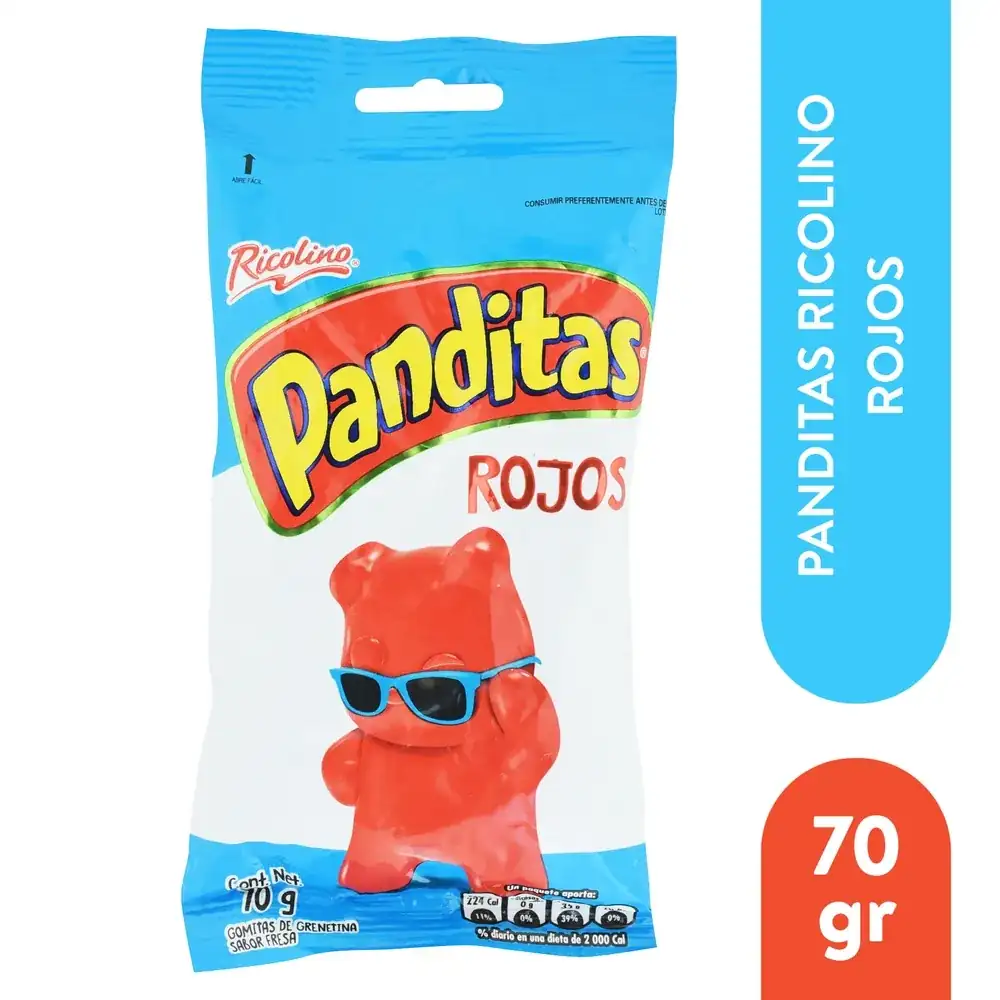 ABRE FÁCIL
CONSUMIR PREFERENTEMENTE ANTES DE
LOT
Ricolino®
Panditas®
ROJOS
Cont. Net.
70 g
GOMITAS DE GRENETINA
SABOR FRESA
Un paquete aporta:
224 Cal 0 g 35 g
11% 0% 39% 0%
% diario en una dieta de 2 000 Cal
PANDITAS RICOLINO
ROJOS
70
gr